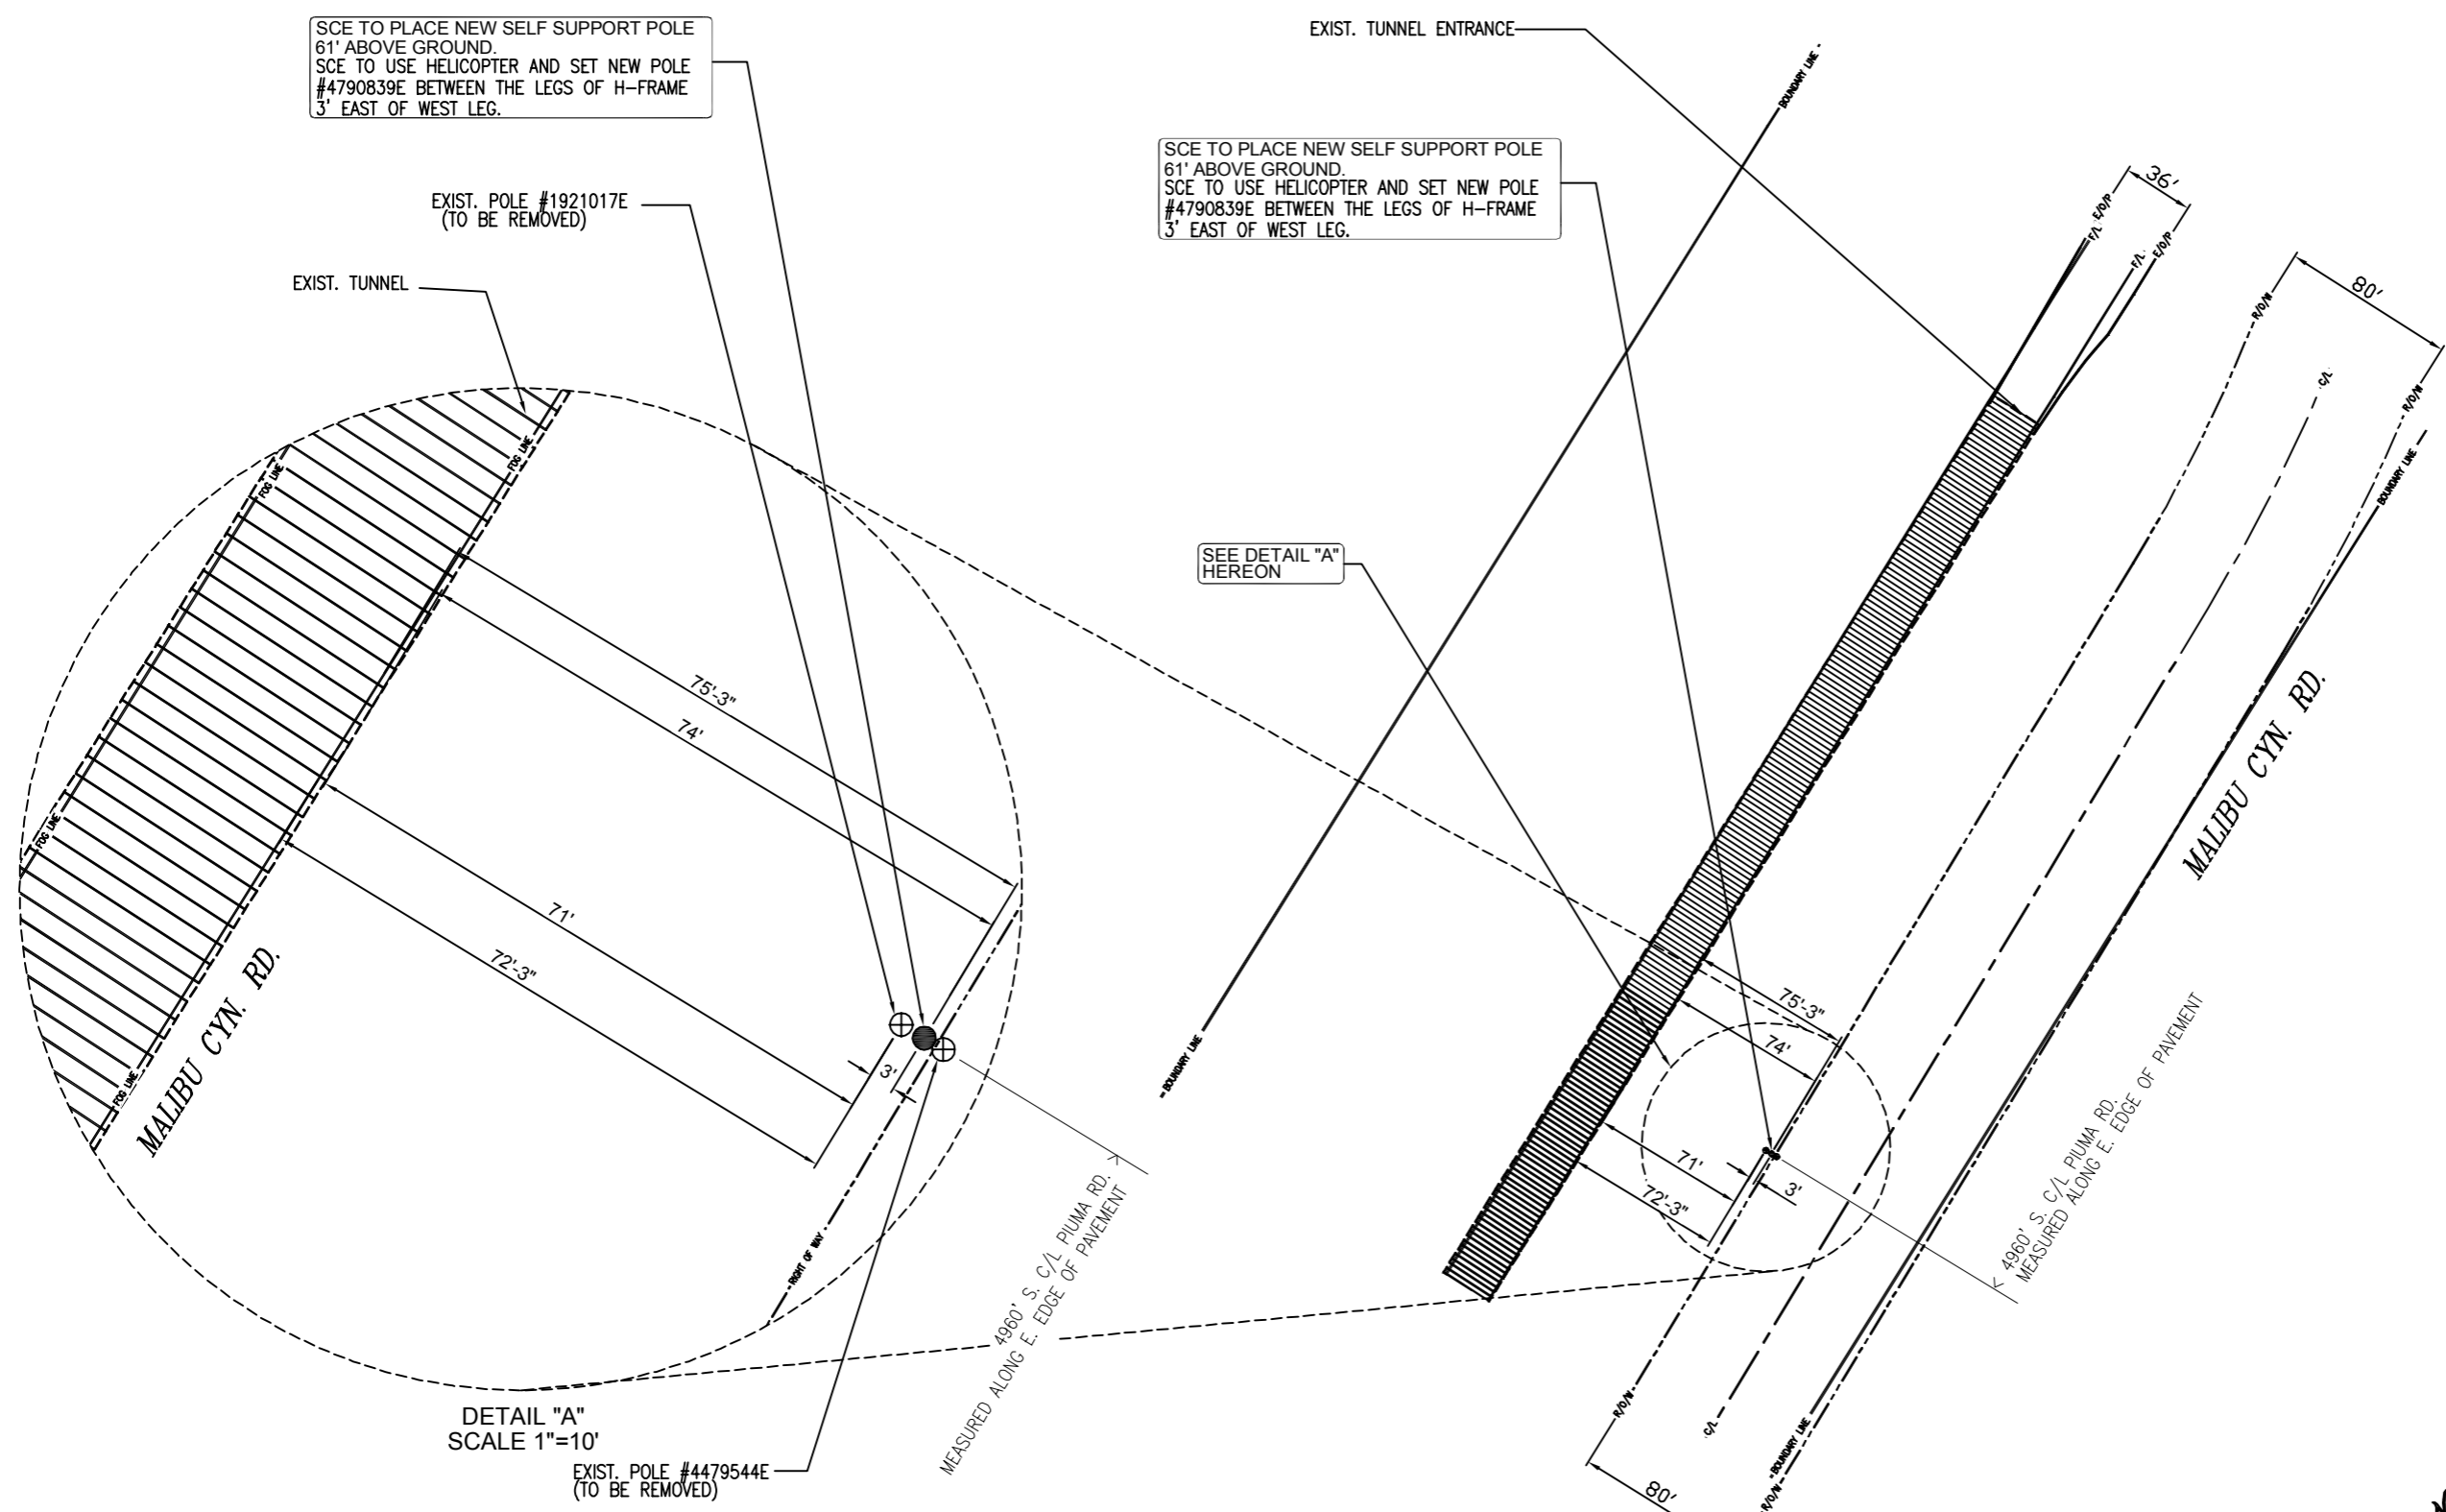 SCE TO PLACE NEW SELF SUPPORT POLE
61' ABOVE GROUND.
SCE TO USE HELICOPTER AND SET NEW POLE
#4790839E BETWEEN THE LEGS OF H-FRAME
3' EAST OF WEST LEG.
EXIST. POLE #1921017E
(TO BE REMOVED)
EXIST. TUNNEL
FOG LINE
FOG LINE
FOG LINE
FOG LINE
75'-3"
74'
71'
72'-3"
3'
MALIBU CYN. RD.
RIGHT OF WAY
4960' S. C/L PIUMA RD.
MEASURED ALONG E. EDGE OF PAVEMENT
DETAIL "A"
SCALE 1"=10'
EXIST. POLE #4479544E
(TO BE REMOVED)
EXIST. TUNNEL ENTRANCE
BOUNDARY LINE
SCE TO PLACE NEW SELF SUPPORT POLE
61' ABOVE GROUND.
SCE TO USE HELICOPTER AND SET NEW POLE
#4790839E BETWEEN THE LEGS OF H-FRAME
3' EAST OF WEST LEG.
SEE DETAIL "A"
HEREON
36'
E/O/P
F/L
F/L
E/O/P
80'
R/O/W
C/L
R/O/W
BOUNDARY LINE
MALIBU CYN. RD.
BOUNDARY LINE
75'-3"
74'
71'
72'-3"
3'
4960' S. C/L PIUMA RD.
MEASURED ALONG E. EDGE OF PAVEMENT
R/O/W
C/L
BOUNDARY LINE
R/O/W
80'